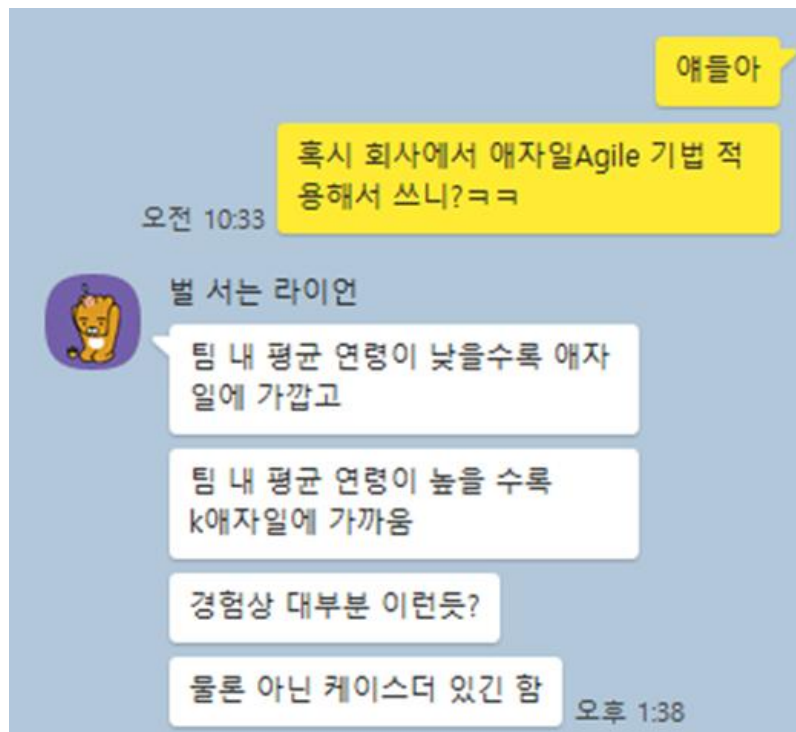 얘들아
혹시 회사에서 애자일Agile 기법 적
용해서 쓰니?ㅋㅋ
오전 10:33
벌 서는 라이언
팀 내 평균 연령이 낮을수록 애자
일에 가깝고
팀 내 평균 연령이 높을 수록
k애자일에 가까움
경험상 대부분 이런듯?
물론 아닌 케이스더 있긴 함
오후 1:38